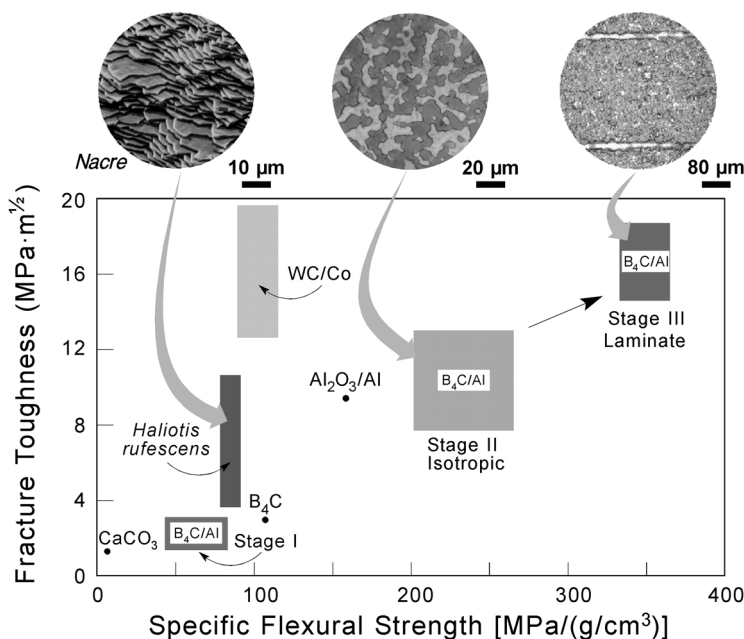 Nacre
10 µm
20 µm
80 µm
Fracture Toughness (MPa·m½)
20
16
12
8
4
0
WC/Co
B₄C/Al
Stage III
Laminate
Al₂O₃/Al
B₄C/Al
Stage II
Isotropic
Haliotis
rufescens
B₄C
CaCO₃
B₄C/Al
Stage I
0
100
200
300
400
Specific Flexural Strength [MPa/(g/cm³)]